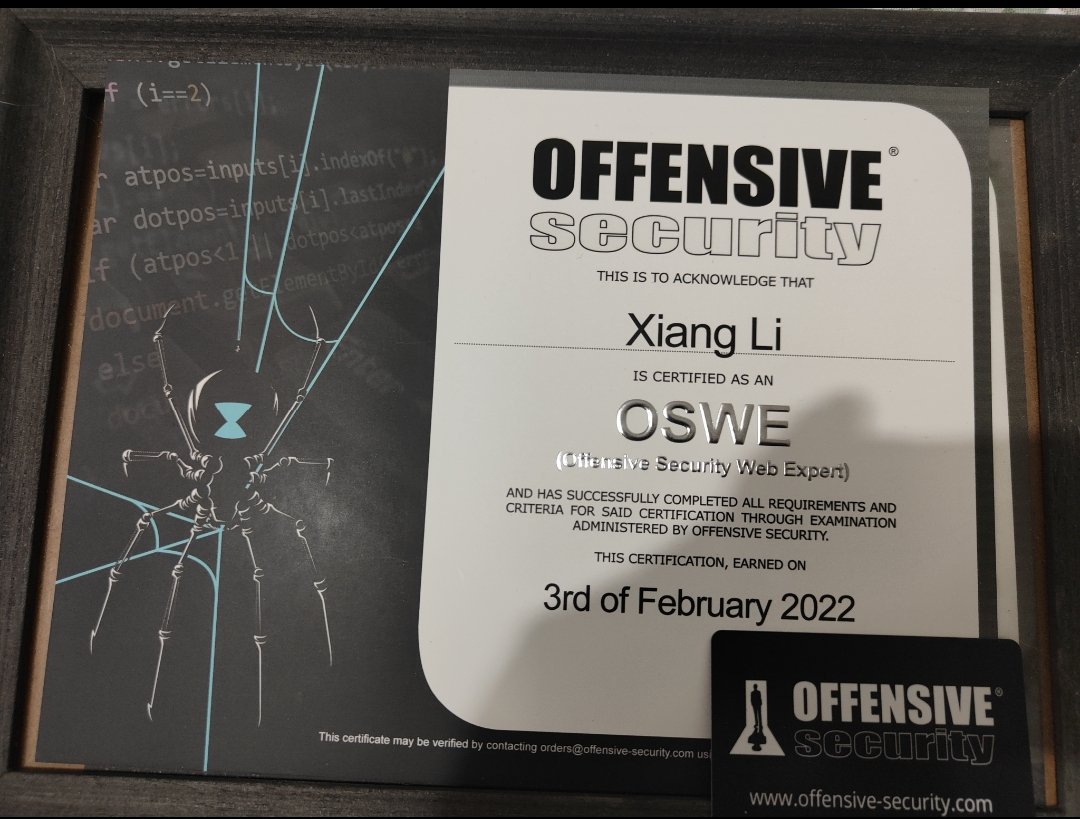 f (i==2)
atpos=inputs[i].indexOf("
ar dotpos=inputs[i].lastIndex
if (atpos<1 || dotpos<atpos
document.getElementById
else
OFFENSIVE®
security
THIS IS TO ACKNOWLEDGE THAT
Xiang Li
IS CERTIFIED AS AN
OSWE
(Offensive Security Web Expert)
AND HAS SUCCESSFULLY COMPLETED ALL REQUIREMENTS AND
CRITERIA FOR SAID CERTIFICATION THROUGH EXAMINATION
ADMINISTERED BY OFFENSIVE SECURITY.
THIS CERTIFICATION, EARNED ON
3rd of February 2022
This certificate may be verified by contacting orders@offensive-security.com usi
OFFENSIVE®
security
www.offensive-security.com